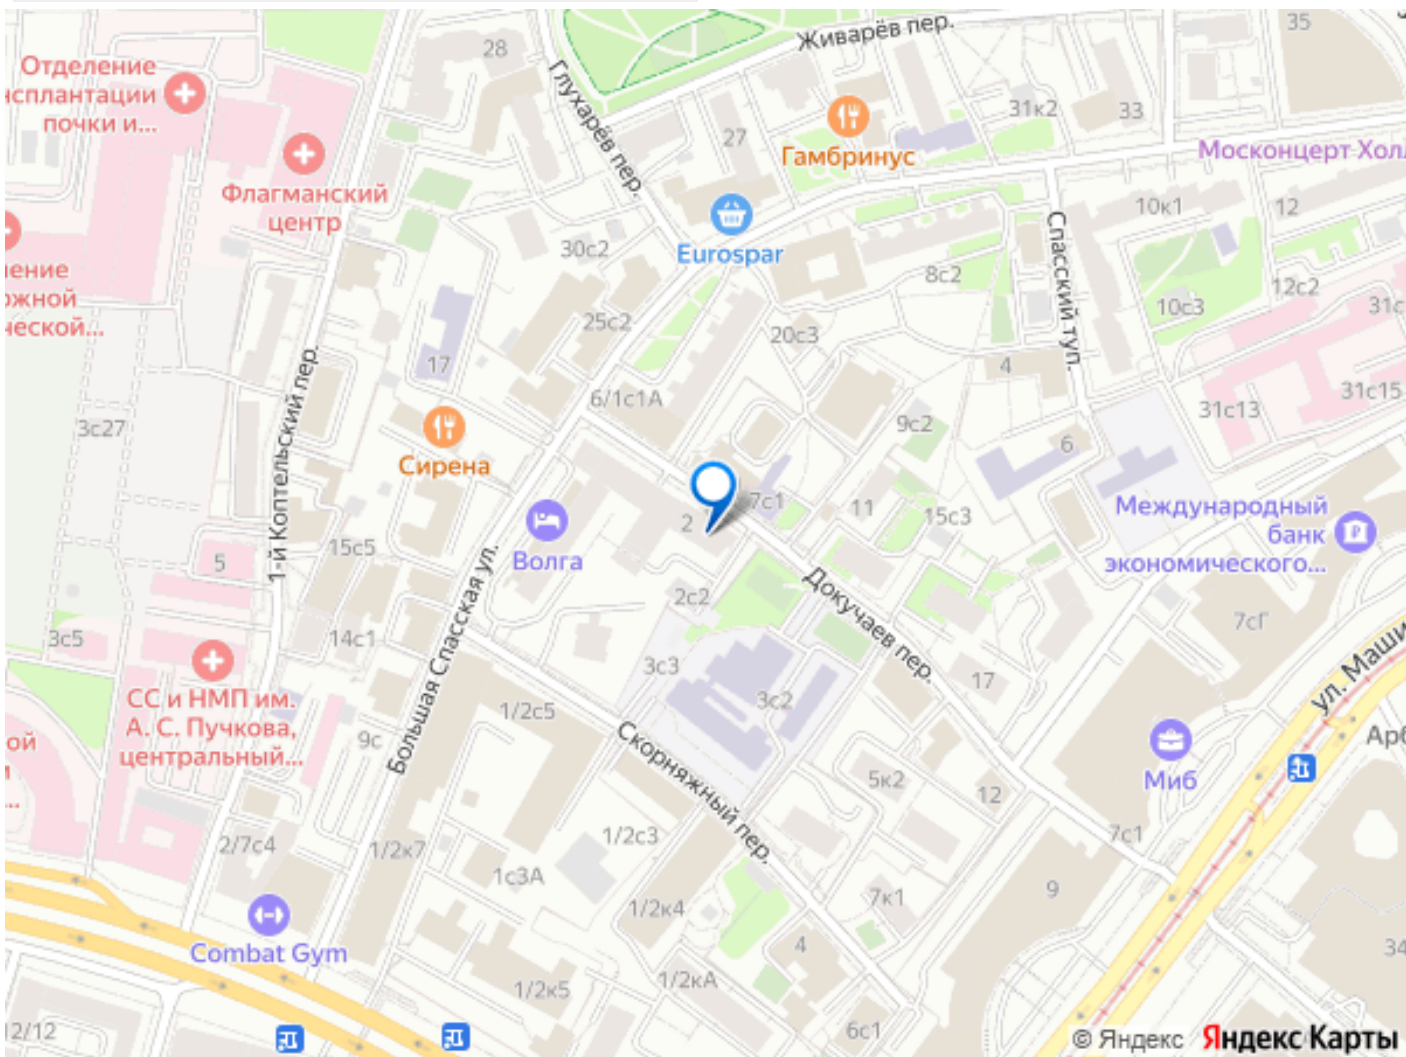 Живарёв пер.
35
28
Отделение
нсплантации
почки и...
Глухарёв пер.
27
31к2
33
Гамбринус
Москонцерт Хол
Флагманский
центр
10к1
12
Eurospar
Спасский туп.
30с2
8с2
ение
ожной
ческой...
12с2
10с3
31с
25с2
20с3
17
4
1-й Коптельский пер.
6/1с1А
31с15
31с13
3с27
9с2
Сирена
6
7с1
11
Международный
банк
экономического...
2
15с3
Волга
15с5
5
Докучаев пер.
2с2
7сГ
3с5
14с1
Большая Спасская ул.
3с3
17
ул. Маши
СС и НМП им.
А. С. Пучкова,
центральный...
3с2
1/2с5
Скорняжный пер.
9с
ой
Арб
Миб
5к2
12
7с1
1/2с3
2/7с4
1/2к7
1с3А
9
7к1
1/2к4
Combat Gym
4
34
1/2кА
1/2к5
6с1
2/12
© Яндекс Яндекс Карты